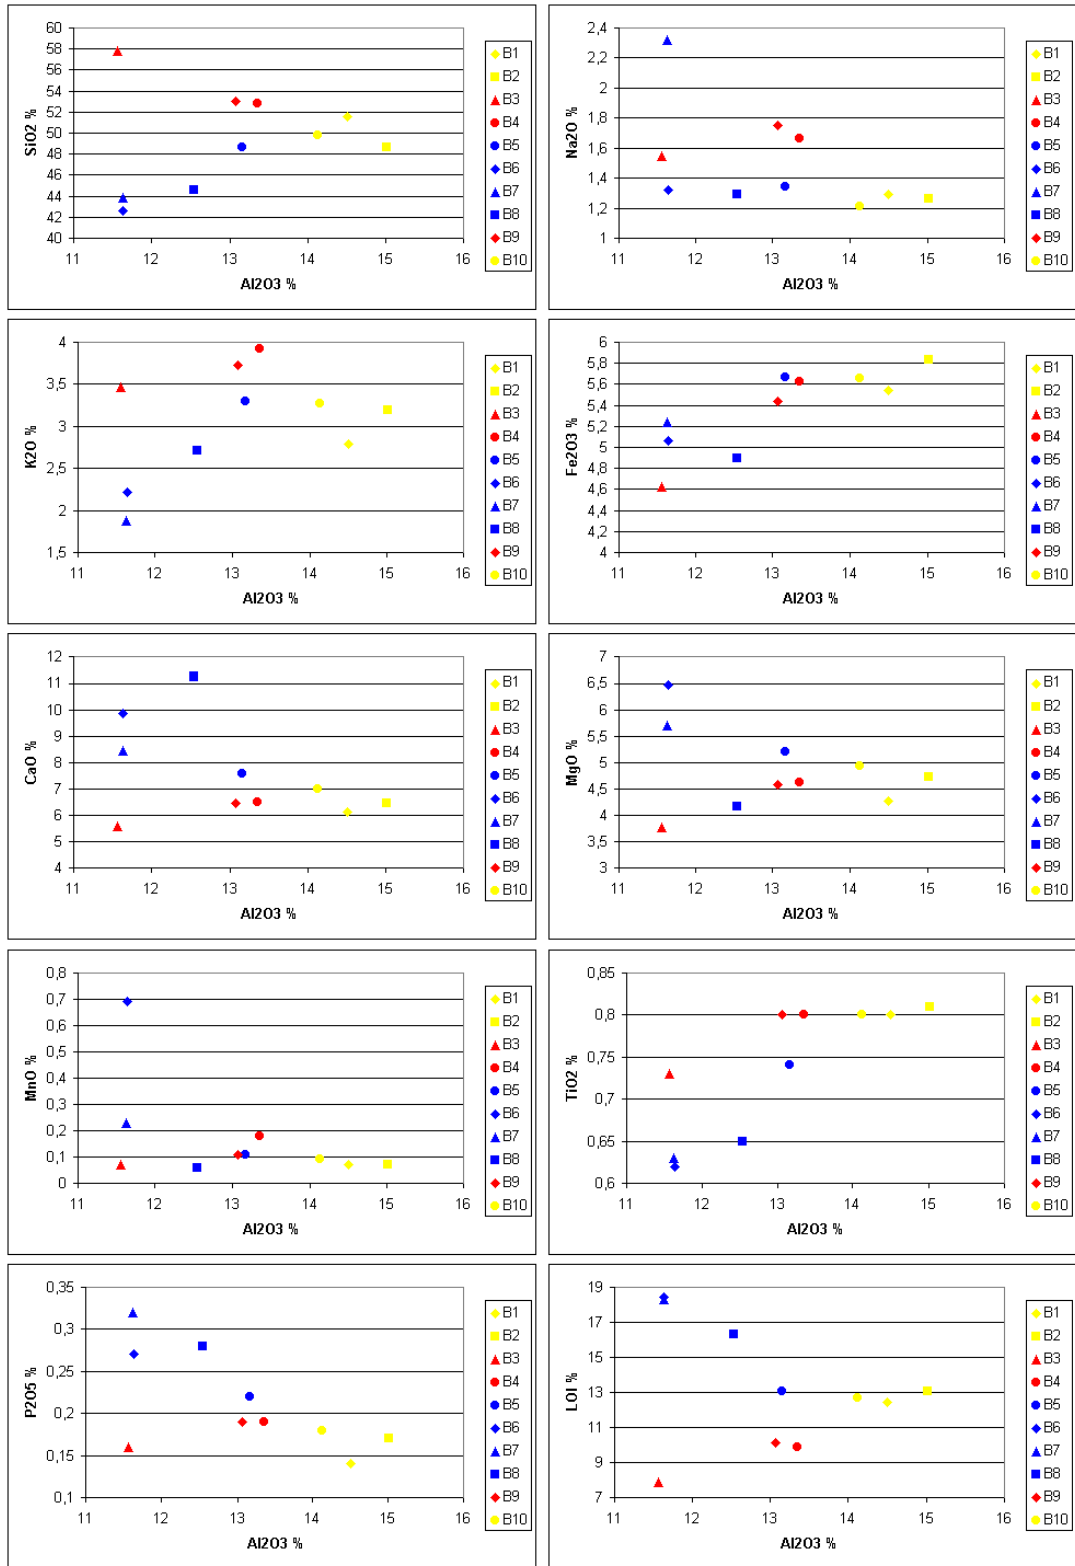 SiO2 %
60
58
56
54
52
50
48
46
44
42
40
11 12 13 14 15 16
Al2O3 %
B1
B2
B3
B4
B5
B6
B7
B8
B9
B10
Na2O %
2,4
2,2
2
1,8
1,6
1,4
1,2
1
11 12 13 14 15 16
Al2O3 %
B1
B2
B3
B4
B5
B6
B7
B8
B9
B10
K2O %
4
3,5
3
2,5
2
1,5
11 12 13 14 15 16
Al2O3 %
B1
B2
B3
B4
B5
B6
B7
B8
B9
B10
Fe2O3 %
6
5,8
5,6
5,4
5,2
5
4,8
4,6
4,4
4,2
4
11 12 13 14 15 16
Al2O3 %
B1
B2
B3
B4
B5
B6
B7
B8
B9
B10
CaO %
12
11
10
9
8
7
6
5
4
11 12 13 14 15 16
Al2O3 %
B1
B2
B3
B4
B5
B6
B7
B8
B9
B10
MgO %
7
6,5
6
5,5
5
4,5
4
3,5
3
11 12 13 14 15 16
Al2O3 %
B1
B2
B3
B4
B5
B6
B7
B8
B9
B10
MnO %
0,8
0,7
0,6
0,5
0,4
0,3
0,2
0,1
0
11 12 13 14 15 16
Al2O3 %
B1
B2
B3
B4
B5
B6
B7
B8
B9
B10
TiO2 %
0,85
0,8
0,75
0,7
0,65
0,6
11 12 13 14 15 16
Al2O3 %
B1
B2
B3
B4
B5
B6
B7
B8
B9
B10
P2O5 %
0,35
0,3
0,25
0,2
0,15
0,1
11 12 13 14 15 16
Al2O3 %
B1
B2
B3
B4
B5
B6
B7
B8
B9
B10
LOI %
19
17
15
13
11
9
7
11 12 13 14 15 16
Al2O3 %
B1
B2
B3
B4
B5
B6
B7
B8
B9
B10